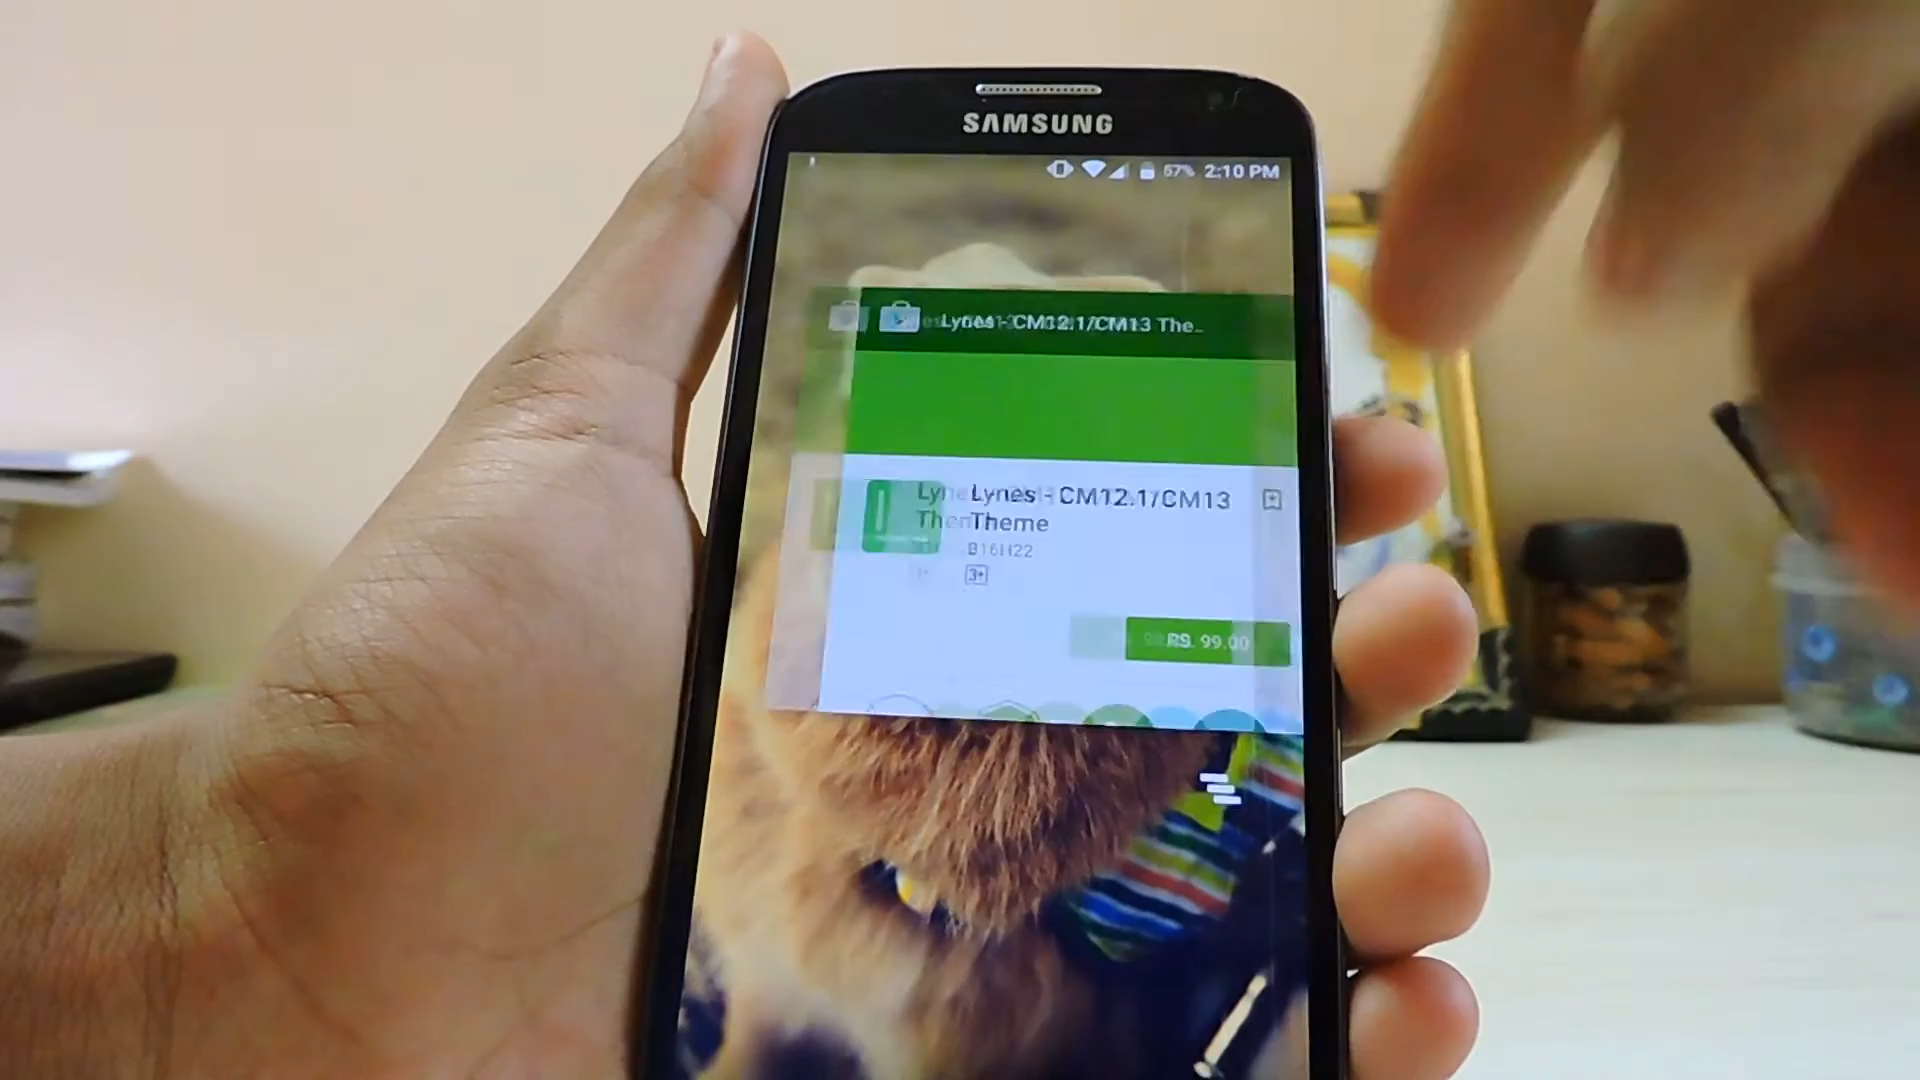 SAMSUNG
57% 2:10 PM
Lynes - CM12.1/CM13 The...
Lynes - CM12.1/CM13
Theme
B16H22
3+
RS. 99.00